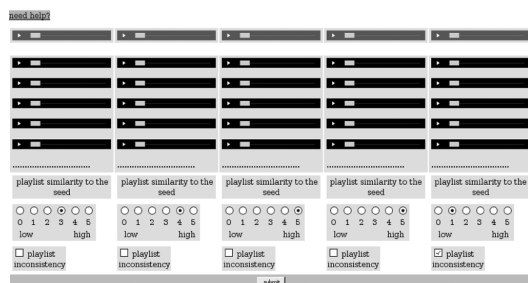 need help?
playlist similarity to the seed
playlist similarity to the seed
playlist similarity to the seed
playlist similarity to the seed
playlist similarity to the seed
0 1 2 3 4 5
0 1 2 3 4 5
0 1 2 3 4 5
0 1 2 3 4 5
0 1 2 3 4 5
low high
low high
low high
low high
low high
playlist inconsistency
playlist inconsistency
playlist inconsistency
playlist inconsistency
playlist inconsistency